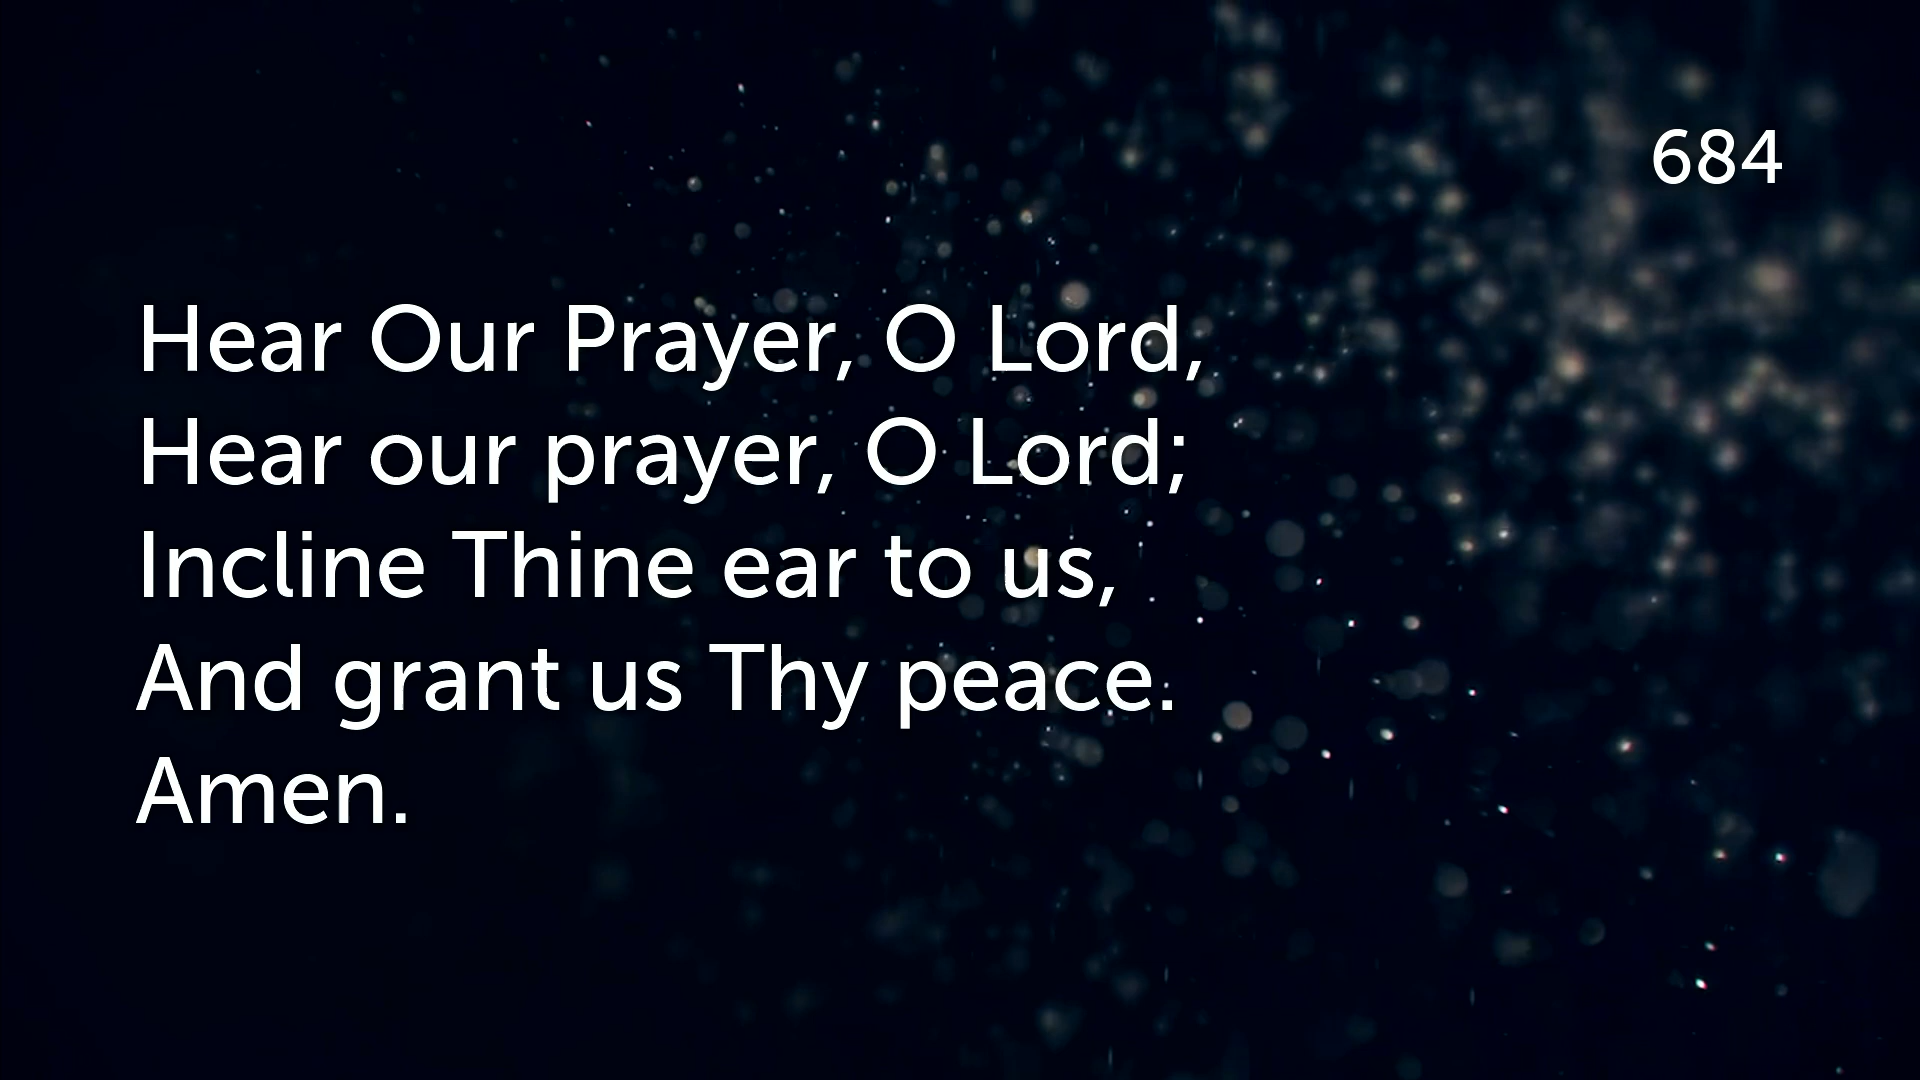 684
Hear Our Prayer, O Lord,
Hear our prayer, O Lord;
Incline Thine ear to us,
And grant us Thy peace.
Amen.